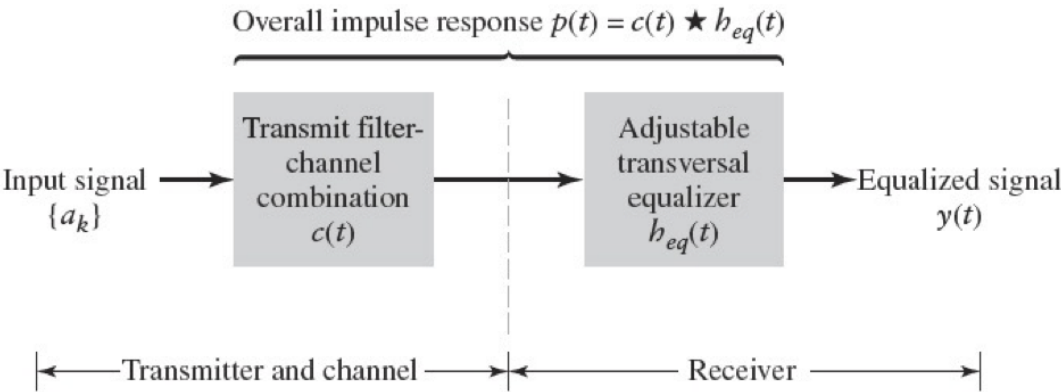 Overall impulse response p(t) = c(t) ★ h_eq(t)
Transmit filter-
channel
combination
c(t)
Adjustable
transversal
equalizer
h_eq(t)
Input signal
{a_k}
Equalized signal
y(t)
Transmitter and channel
Receiver